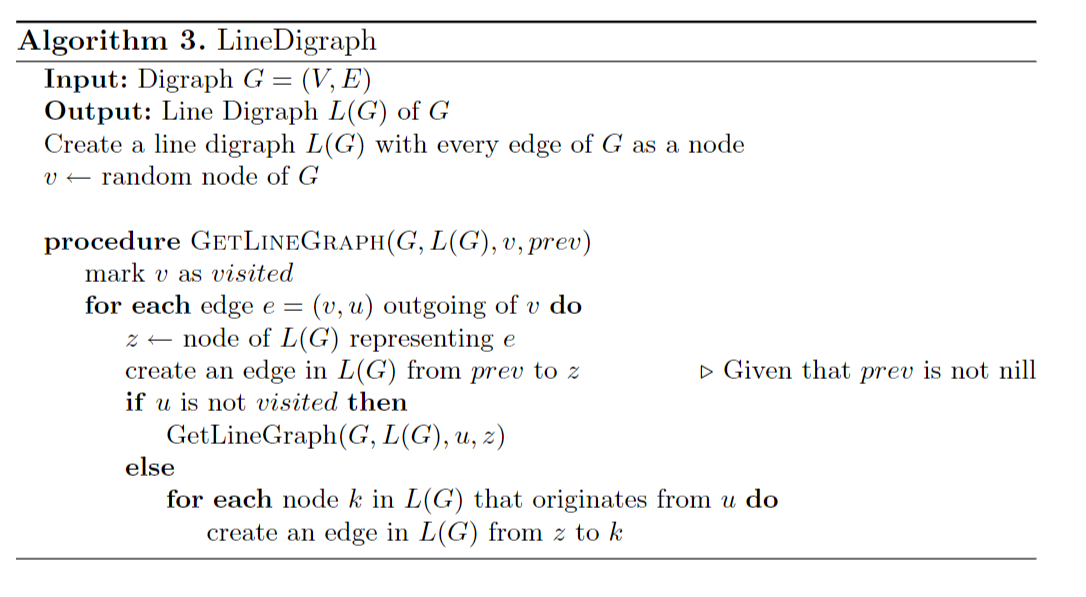 Algorithm 3. LineDigraph
Input: Digraph G = (V, E)
Output: Line Digraph L(G) of G
Create a line digraph L(G) with every edge of G as a node
v ← random node of G
procedure GETLINEGRAPH(G, L(G), v, prev)
mark v as visited
for each edge e = (v, u) outgoing of v do
z ← node of L(G) representing e
create an edge in L(G) from prev to z ▷ Given that prev is not nill
if u is not visited then
GetLineGraph(G, L(G), u, z)
else
for each node k in L(G) that originates from u do
create an edge in L(G) from z to k